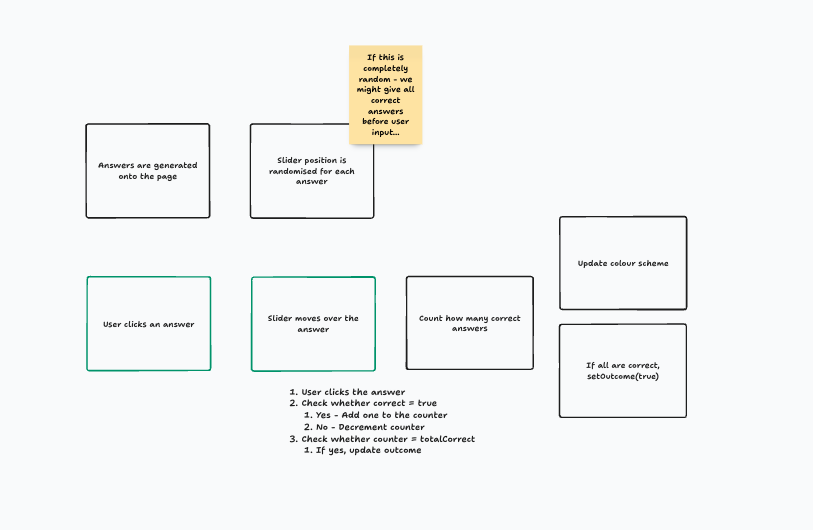 If this is
completely
random - we
might give all
correct
answers
before user
input...
Answers are generated
onto the page
Slider position is
randomised for each
answer
Update colour scheme
User clicks an answer
Slider moves over the
answer
Count how many correct
answers
If all are correct,
setOutcome(true)
1. User clicks the answer
2. Check whether correct = true
1. Yes - Add one to the counter
2. No - Decrement counter
3. Check whether counter = totalCorrect
1. If yes, update outcome